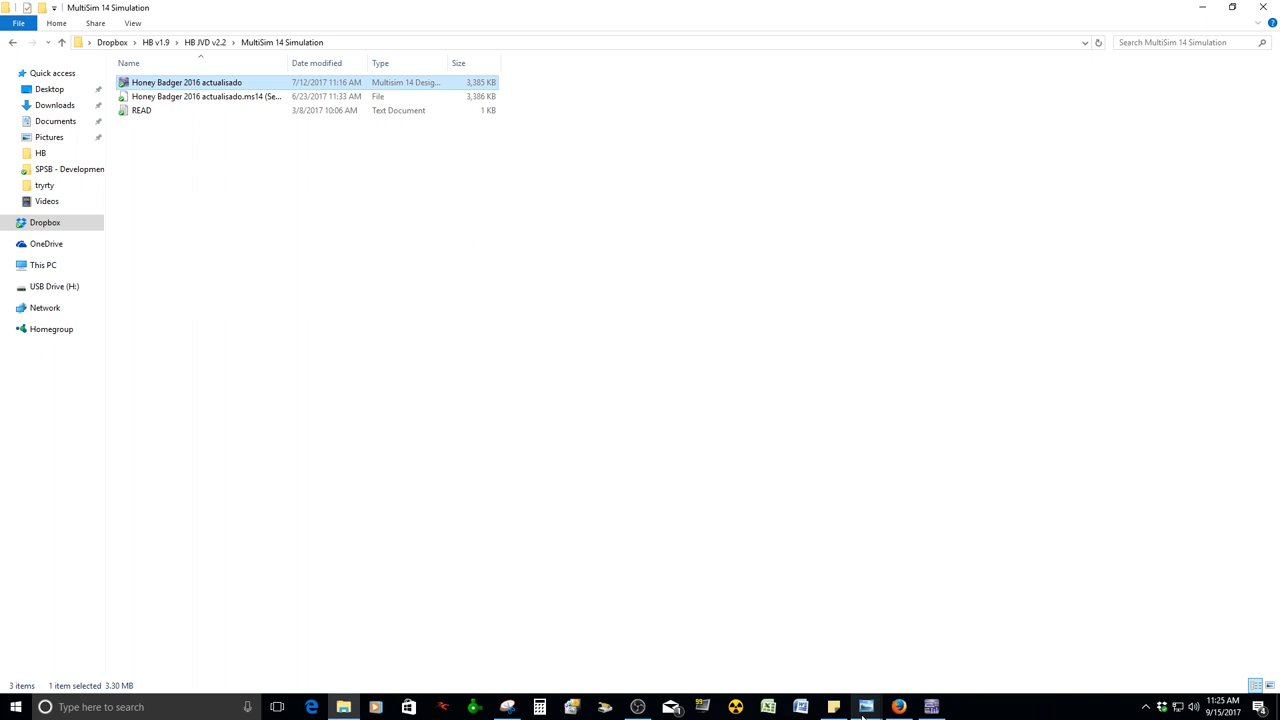 MultiSim 14 Simulation
File Home Share View
Dropbox HB v1.9 HB JVD v2.2 MultiSim 14 Simulation
Search MultiSim 14 Simulation
Name Date modified Type Size
Honey Badger 2016 actualisado 7/12/2017 11:16 AM Multisim 14 Desig... 3,385 KB
Honey Badger 2016 actualisado.ms14 (Se... 6/23/2017 11:33 AM File 3,386 KB
READ 3/8/2017 10:06 AM Text Document 1 KB
Quick access
Desktop
Downloads
Documents
Pictures
HB
SPSB - Developmen
tryrty
Videos
Dropbox
OneDrive
This PC
USB Drive (H:)
Network
Homegroup
3 items 1 item selected 3.30 MB
Type here to search
11:25 AM
9/15/2017